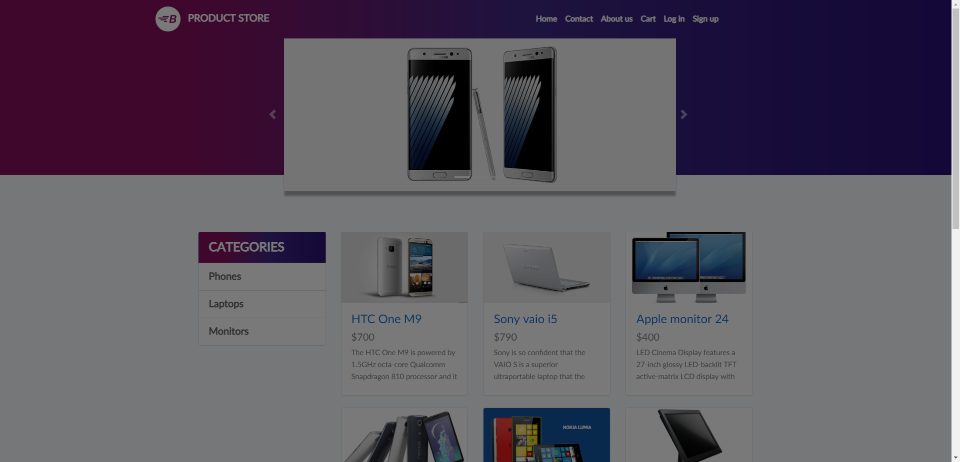 B PRODUCT STORE
Home Contact About us Cart Log in Sign up
CATEGORIES
Phones
Laptops
Monitors
HTC One M9
$700
The HTC One M9 is powered by
1.5GHz octa-core Qualcomm
Snapdragon 810 processor and it
Sony vaio i5
$790
Sony is so confident that the
VAIO S is a superior
ultraportable laptop that the
Apple monitor 24
$400
LED Cinema Display features a
27-inch glossy LED-backlit TFT
active-matrix LCD display with
NOKIA LUMIA